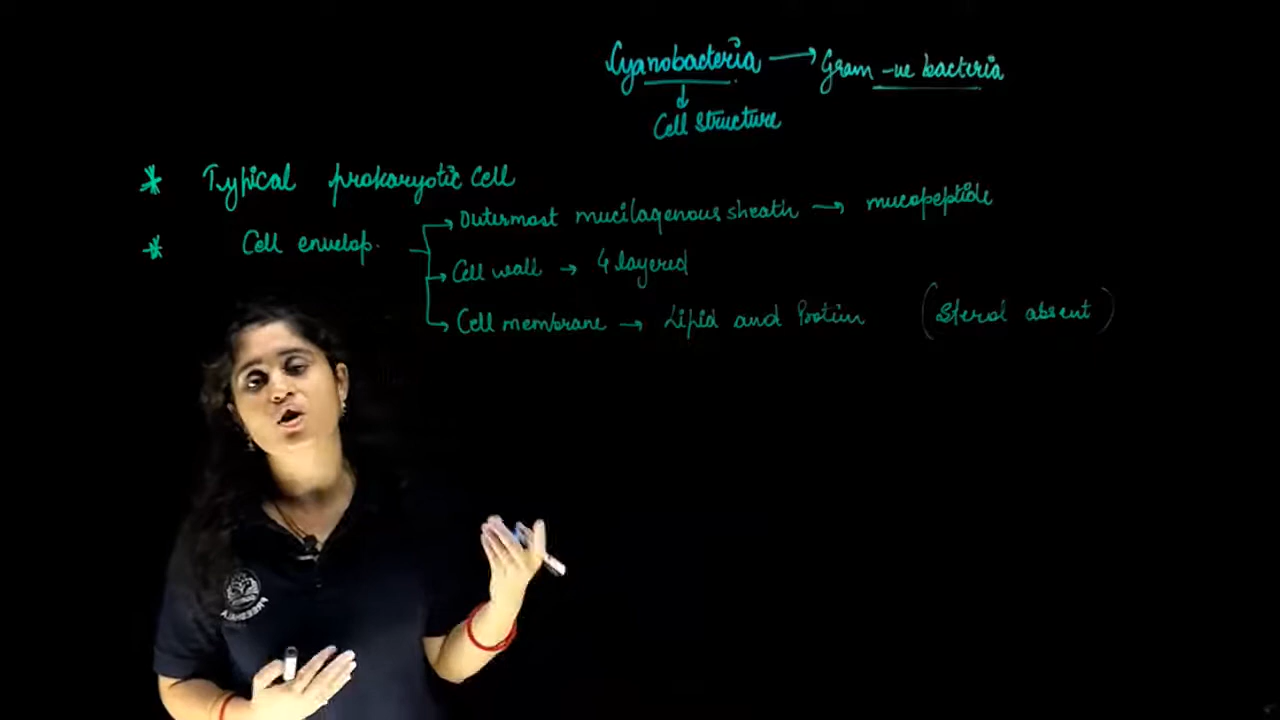 Cyanobacteria → Gram -ve bacteria
↓
Cell Structure
* Typical prokaryotic cell
* Cell envelop.
→ Outermost mucilagenous sheath → mucopeptide
→ Cell wall → 4 layered
→ Cell membrane → Lipid and Protein (Sterol absent)